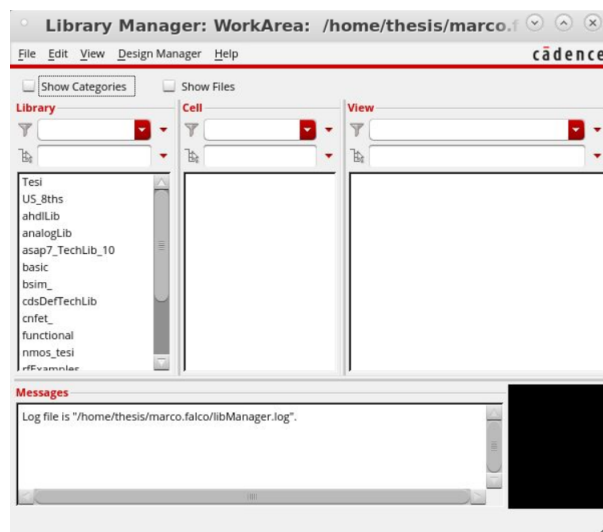 Library Manager: WorkArea: /home/thesis/marco.f
File Edit View Design Manager Help
cādence
Show Categories Show Files
Library
Cell
View
Tesi
US_8ths
ahdlLib
analogLib
asap7_TechLib_10
basic
bsim_
cdsDefTechLib
cnfet_
functional
nmos_tesi
rfExamples
Messages
Log file is "/home/thesis/marco.falco/libManager.log".